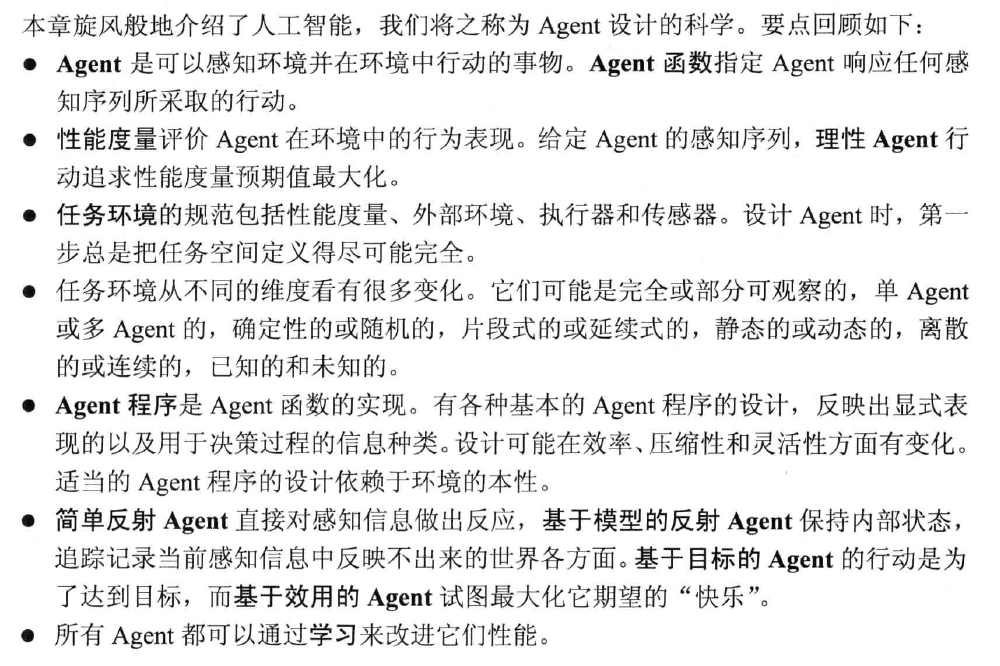 本章旋风般地介绍了人工智能，我们将之称为 Agent 设计的科学。要点回顾如下：
● Agent 是可以感知环境并在环境中行动的事物。Agent 函数指定 Agent 响应任何感
知序列所采取的行动。
● 性能度量评价 Agent 在环境中的行为表现。给定 Agent 的感知序列，理性 Agent 行
动追求性能度量预期值最大化。
● 任务环境的规范包括性能度量、外部环境、执行器和传感器。设计 Agent 时，第一
步总是把任务空间定义得尽可能完全。
● 任务环境从不同的维度看有很多变化。它们可能是完全或部分可观察的，单 Agent
或多 Agent 的，确定性的或随机的，片段式的或延续式的，静态的或动态的，离散
的或连续的，已知的和未知的。
● Agent 程序是 Agent 函数的实现。有各种基本的 Agent 程序的设计，反映出显式表
现的以及用于决策过程的信息种类。设计可能在效率、压缩性和灵活性方面有变化。
适当的 Agent 程序的设计依赖于环境的本性。
● 简单反射 Agent 直接对感知信息做出反应，基于模型的反射 Agent 保持内部状态，
追踪记录当前感知信息中反映不出来的世界各方面。基于目标的 Agent 的行动是为
了达到目标，而基于效用的 Agent 试图最大化它期望的“快乐”。
● 所有 Agent 都可以通过学习来改进它们性能。